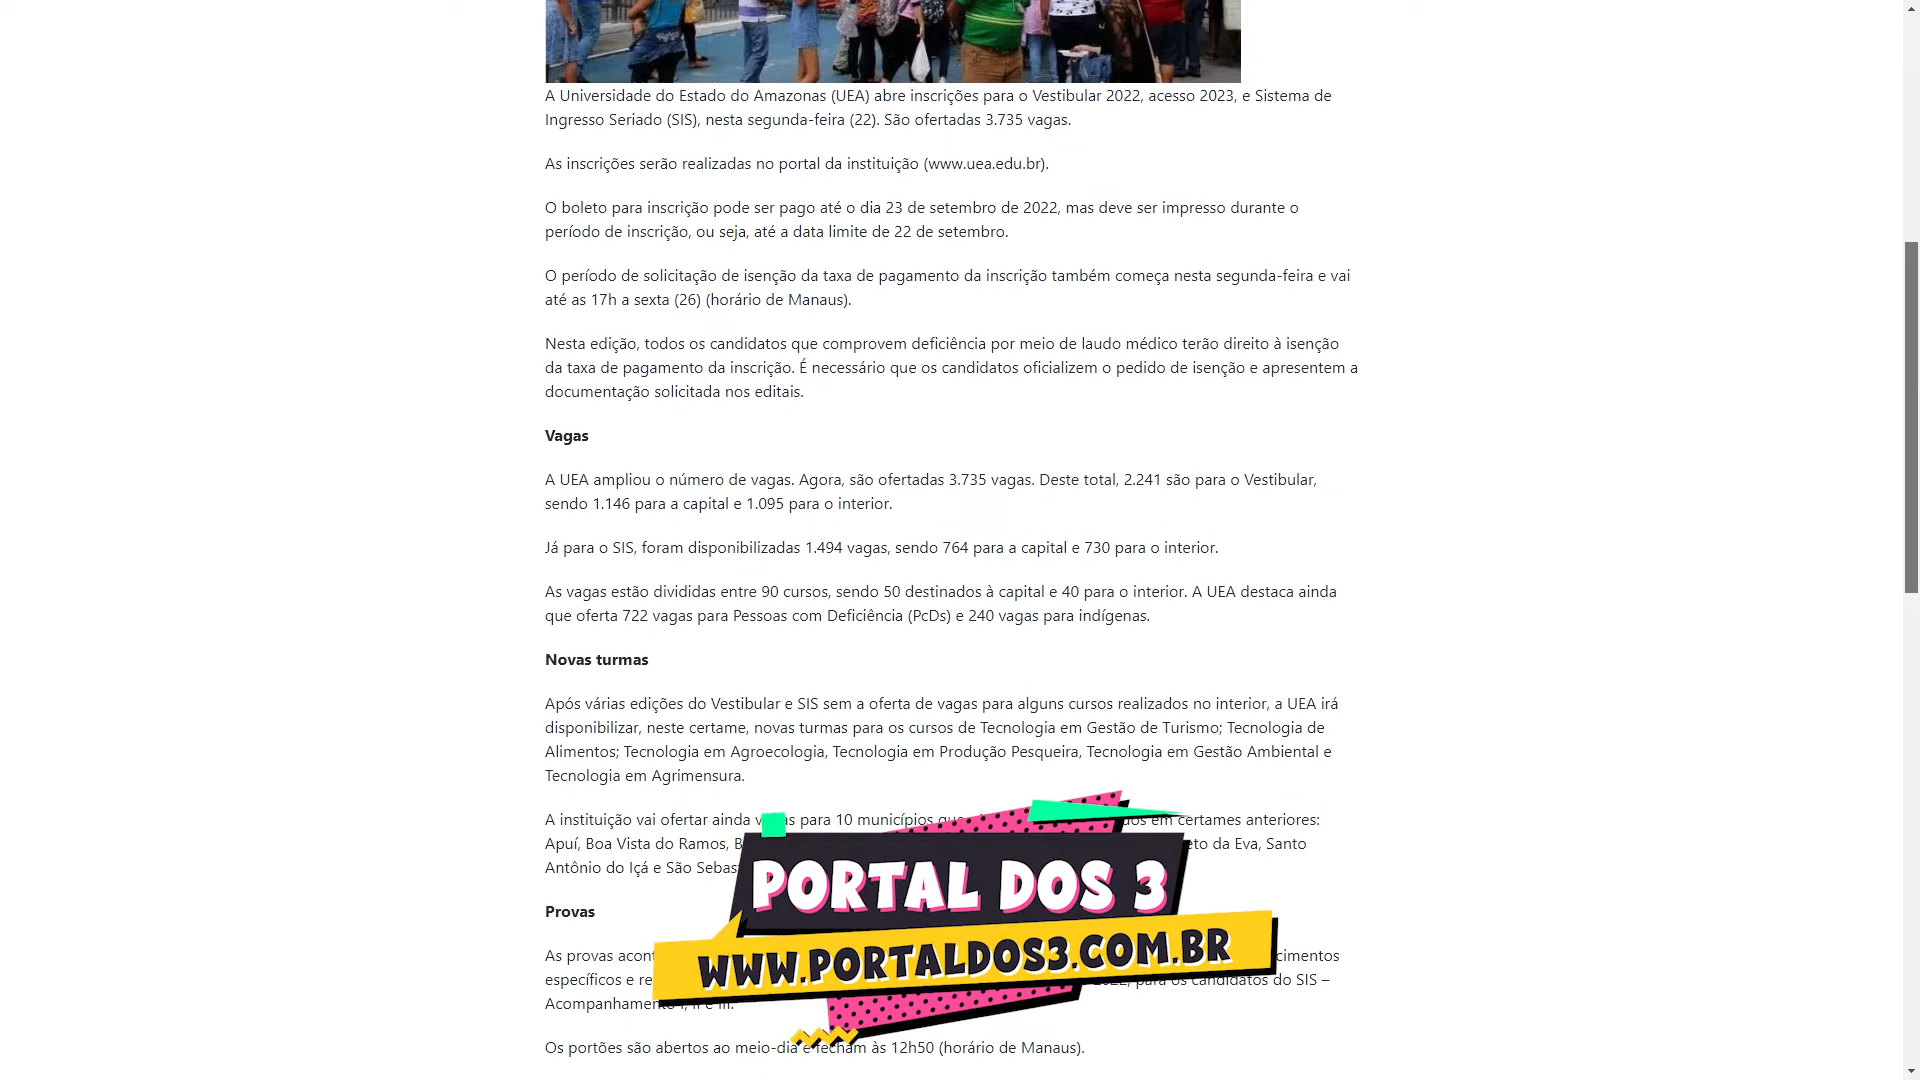 A Universidade do Estado do Amazonas (UEA) abre inscrições para o Vestibular 2022, acesso 2023, e Sistema de
Ingresso Seriado (SIS), nesta segunda-feira (22). São ofertadas 3.735 vagas.
As inscrições serão realizadas no portal da instituição (www.uea.edu.br).
O boleto para inscrição pode ser pago até o dia 23 de setembro de 2022, mas deve ser impresso durante o
período de inscrição, ou seja, até a data limite de 22 de setembro.
O período de solicitação de isenção da taxa de pagamento da inscrição também começa nesta segunda-feira e vai
até as 17h a sexta (26) (horário de Manaus).
Nesta edição, todos os candidatos que comprovem deficiência por meio de laudo médico terão direito à isenção
da taxa de pagamento da inscrição. É necessário que os candidatos oficializem o pedido de isenção e apresentem a
documentação solicitada nos editais.
Vagas
A UEA ampliou o número de vagas. Agora, são ofertadas 3.735 vagas. Deste total, 2.241 são para o Vestibular,
sendo 1.146 para a capital e 1.095 para o interior.
Já para o SIS, foram disponibilizadas 1.494 vagas, sendo 764 para a capital e 730 para o interior.
As vagas estão divididas entre 90 cursos, sendo 50 destinados à capital e 40 para o interior. A UEA destaca ainda
que oferta 722 vagas para Pessoas com Deficiência (PcDs) e 240 vagas para indígenas.
Novas turmas
Após várias edições do Vestibular e SIS sem a oferta de vagas para alguns cursos realizados no interior, a UEA irá
disponibilizar, neste certame, novas turmas para os cursos de Tecnologia em Gestão de Turismo; Tecnologia de
Alimentos; Tecnologia em Agroecologia, Tecnologia em Produção Pesqueira, Tecnologia em Gestão Ambiental e
Tecnologia em Agrimensura.
A instituição vai ofertar ainda para 10 municípios em certames anteriores:
Apuí, Boa Vista do Ramos, da Eva, Santo
Antônio do Içá e São
PORTAL DOS 3
Provas
WWW.PORTALDOS3.COM.BR
As provas
específicos e para os candidatos do SIS –
Os portões são abertos ao meio-dia e fecham às 12h50 (horário de Manaus).